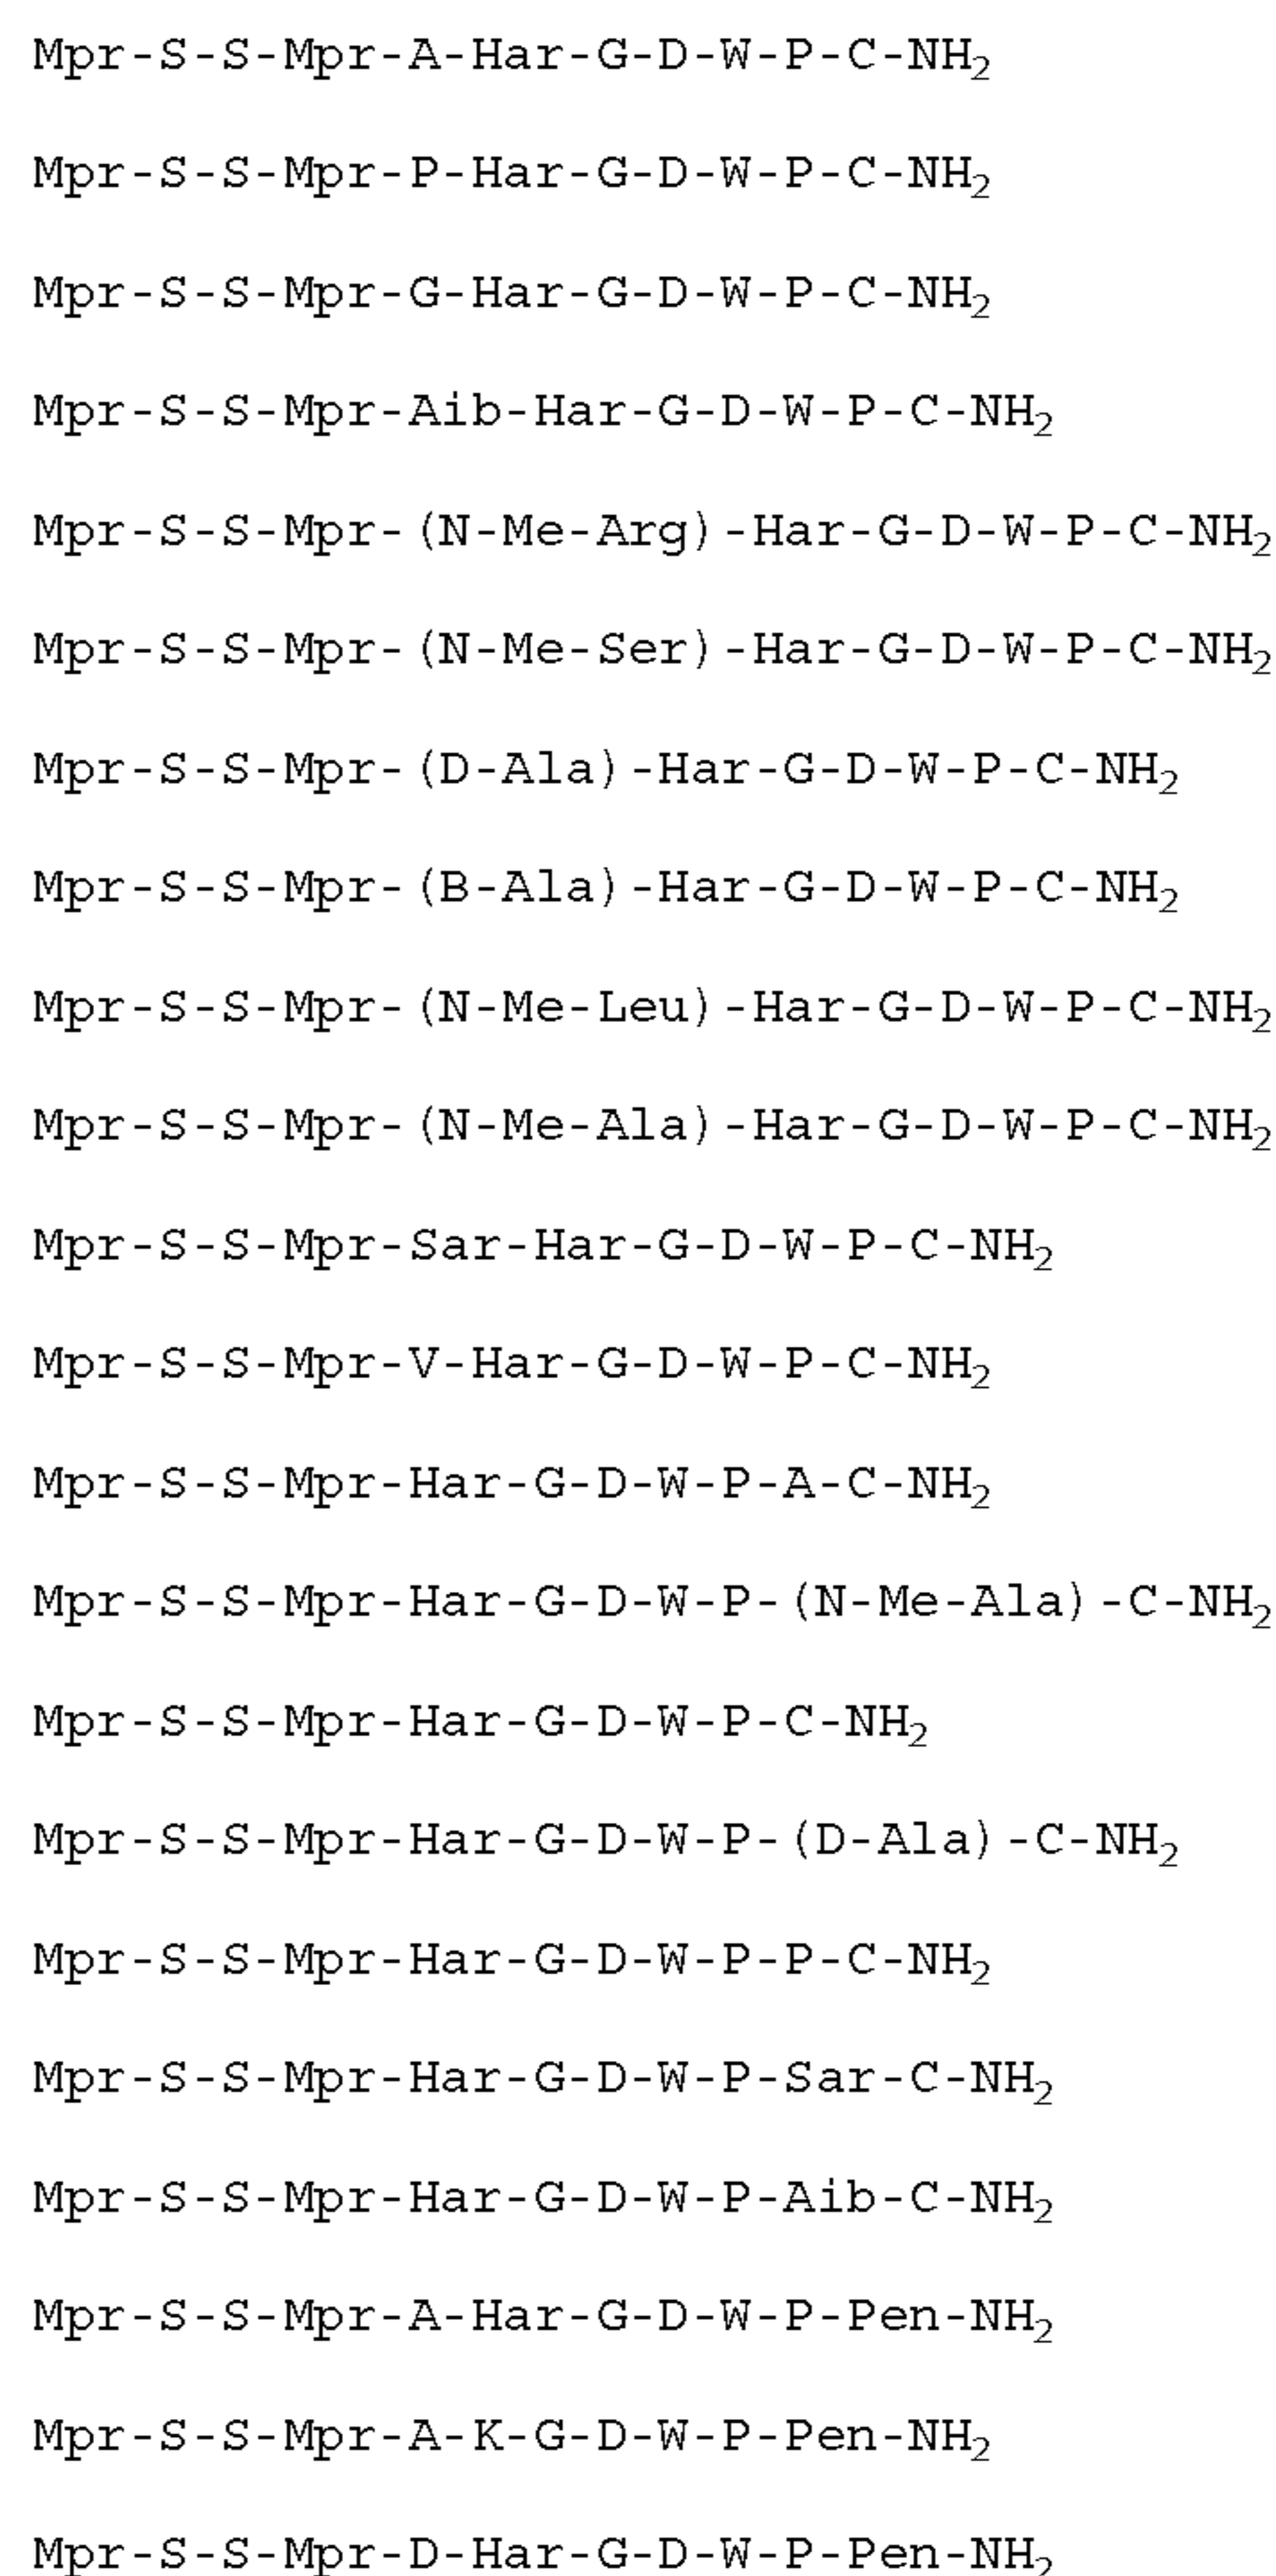 Mpr-S-S-Mpr-A-Har-G-D-W-P-C-NH₂
Mpr-S-S-Mpr-P-Har-G-D-W-P-C-NH₂
Mpr-S-S-Mpr-G-Har-G-D-W-P-C-NH₂
Mpr-S-S-Mpr-Aib-Har-G-D-W-P-C-NH₂
Mpr-S-S-Mpr-(N-Me-Arg)-Har-G-D-W-P-C-NH₂
Mpr-S-S-Mpr-(N-Me-Ser)-Har-G-D-W-P-C-NH₂
Mpr-S-S-Mpr-(D-Ala)-Har-G-D-W-P-C-NH₂
Mpr-S-S-Mpr-(B-Ala)-Har-G-D-W-P-C-NH₂
Mpr-S-S-Mpr-(N-Me-Leu)-Har-G-D-W-P-C-NH₂
Mpr-S-S-Mpr-(N-Me-Ala)-Har-G-D-W-P-C-NH₂
Mpr-S-S-Mpr-Sar-Har-G-D-W-P-C-NH₂
Mpr-S-S-Mpr-V-Har-G-D-W-P-C-NH₂
Mpr-S-S-Mpr-Har-G-D-W-P-A-C-NH₂
Mpr-S-S-Mpr-Har-G-D-W-P-(N-Me-Ala)-C-NH₂
Mpr-S-S-Mpr-Har-G-D-W-P-C-NH₂
Mpr-S-S-Mpr-Har-G-D-W-P-(D-Ala)-C-NH₂
Mpr-S-S-Mpr-Har-G-D-W-P-P-C-NH₂
Mpr-S-S-Mpr-Har-G-D-W-P-Sar-C-NH₂
Mpr-S-S-Mpr-Har-G-D-W-P-Aib-C-NH₂
Mpr-S-S-Mpr-A-Har-G-D-W-P-Pen-NH₂
Mpr-S-S-Mpr-A-K-G-D-W-P-Pen-NH₂
Mpr-S-S-Mpr-D-Har-G-D-W-P-Pen-NH₂